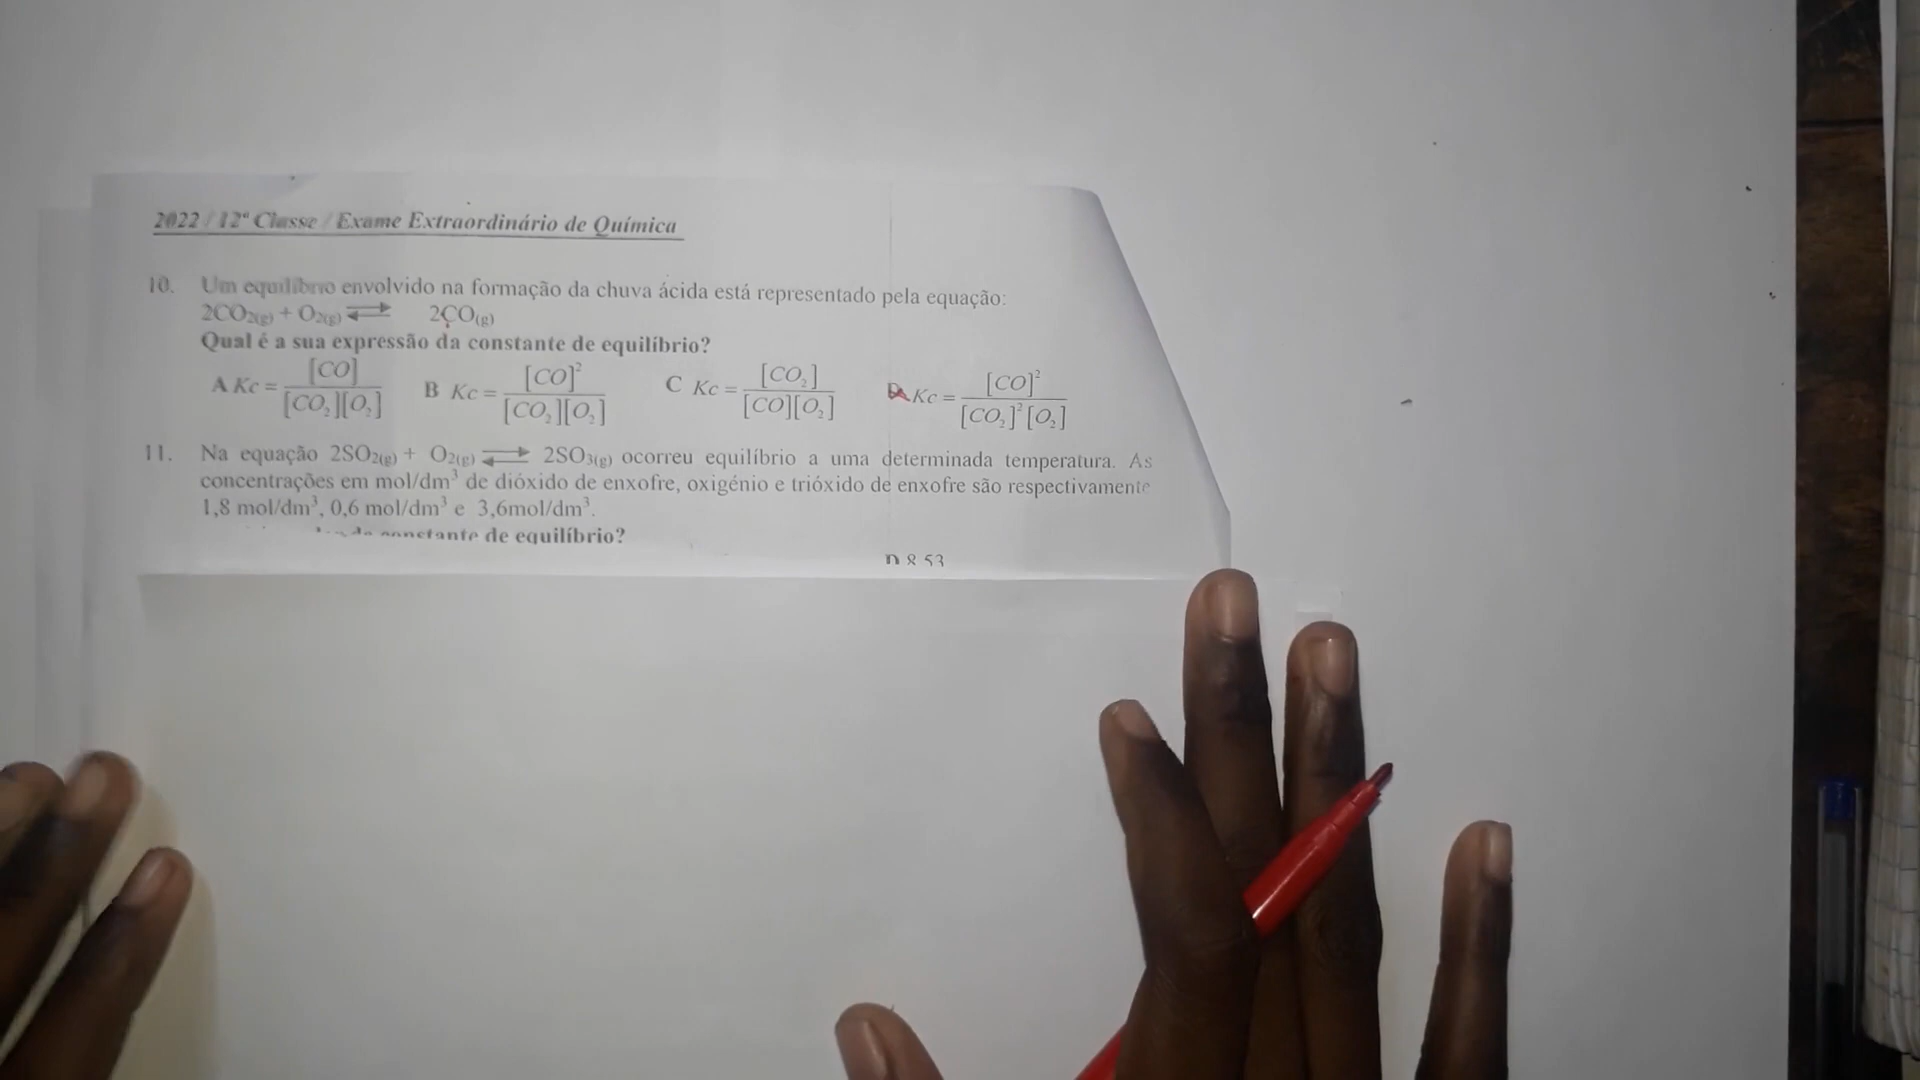 2022 / 12ª Classe / Exame Extraordinário de Química
10. Um equilíbrio envolvido na formação da chuva ácida está representado pela equação:
2CO₂(g) + O₂(g) ⇌ 2CO(g)
Qual é a sua expressão da constante de equilíbrio?
A Kc = [CO] / [CO₂][O₂] B Kc = [CO]² / [CO₂][O₂] C Kc = [CO₂] / [CO][O₂] D Kc = [CO]² / [CO₂]²[O₂]
11. Na equação 2SO₂(g) + O₂(g) ⇌ 2SO₃(g) ocorreu equilíbrio a uma determinada temperatura. As
concentrações em mol/dm³ de dióxido de enxofre, oxigénio e trióxido de enxofre são respectivamente
1,8 mol/dm³, 0,6 mol/dm³ e 3,6mol/dm³.
constante de equilíbrio?